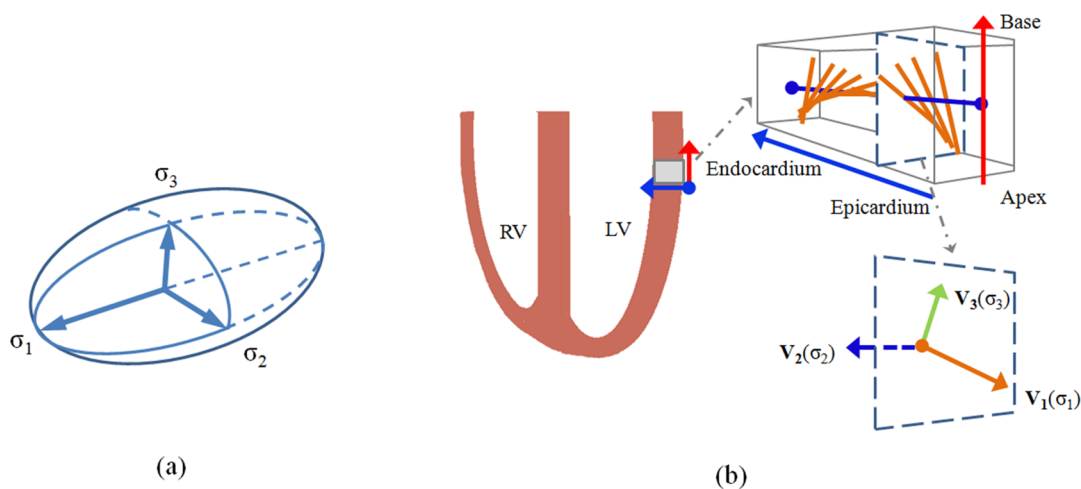 σ3
σ1
σ2
(a)
RV
LV
Base
Endocardium
Epicardium
Apex
V3(σ3)
V2(σ2)
V1(σ1)
(b)